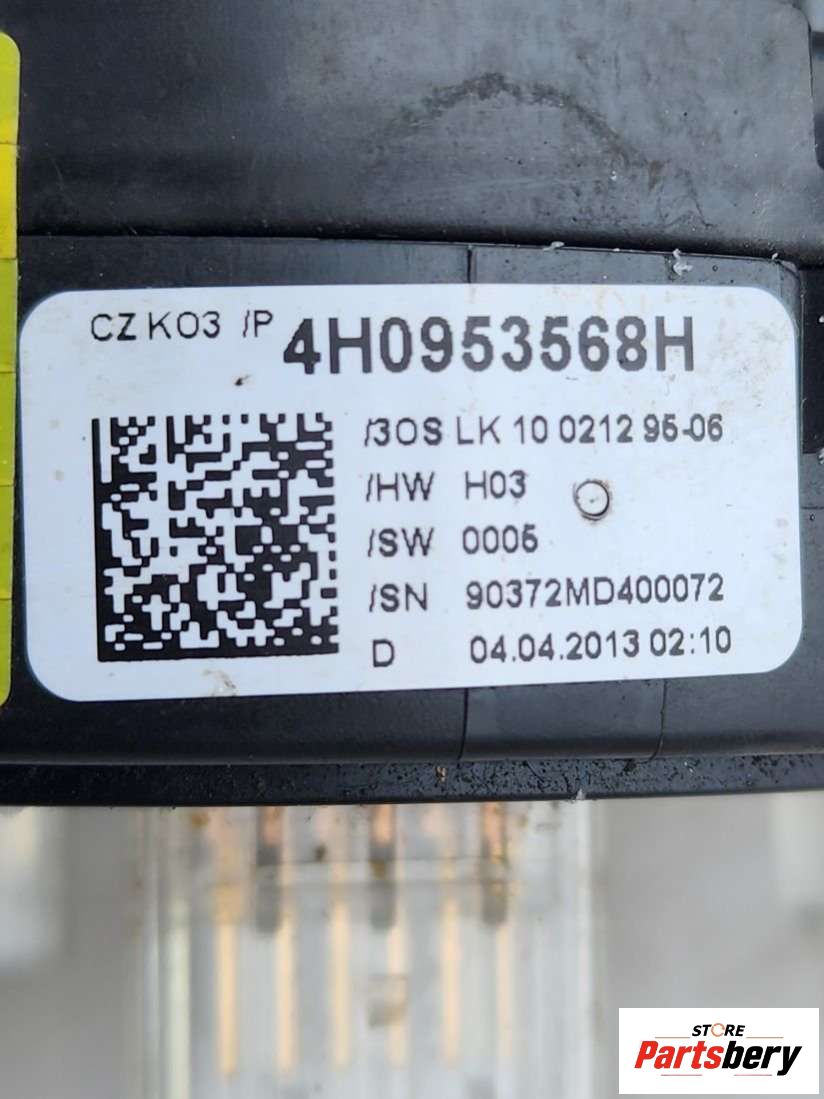 CZ K03 /P 4H0953568H
/3OS LK 10 0212 95-06
/HW H03
/SW 0005
/SN 90372MD400072
D 04.04.2013 02:10
STORE
Partsbery